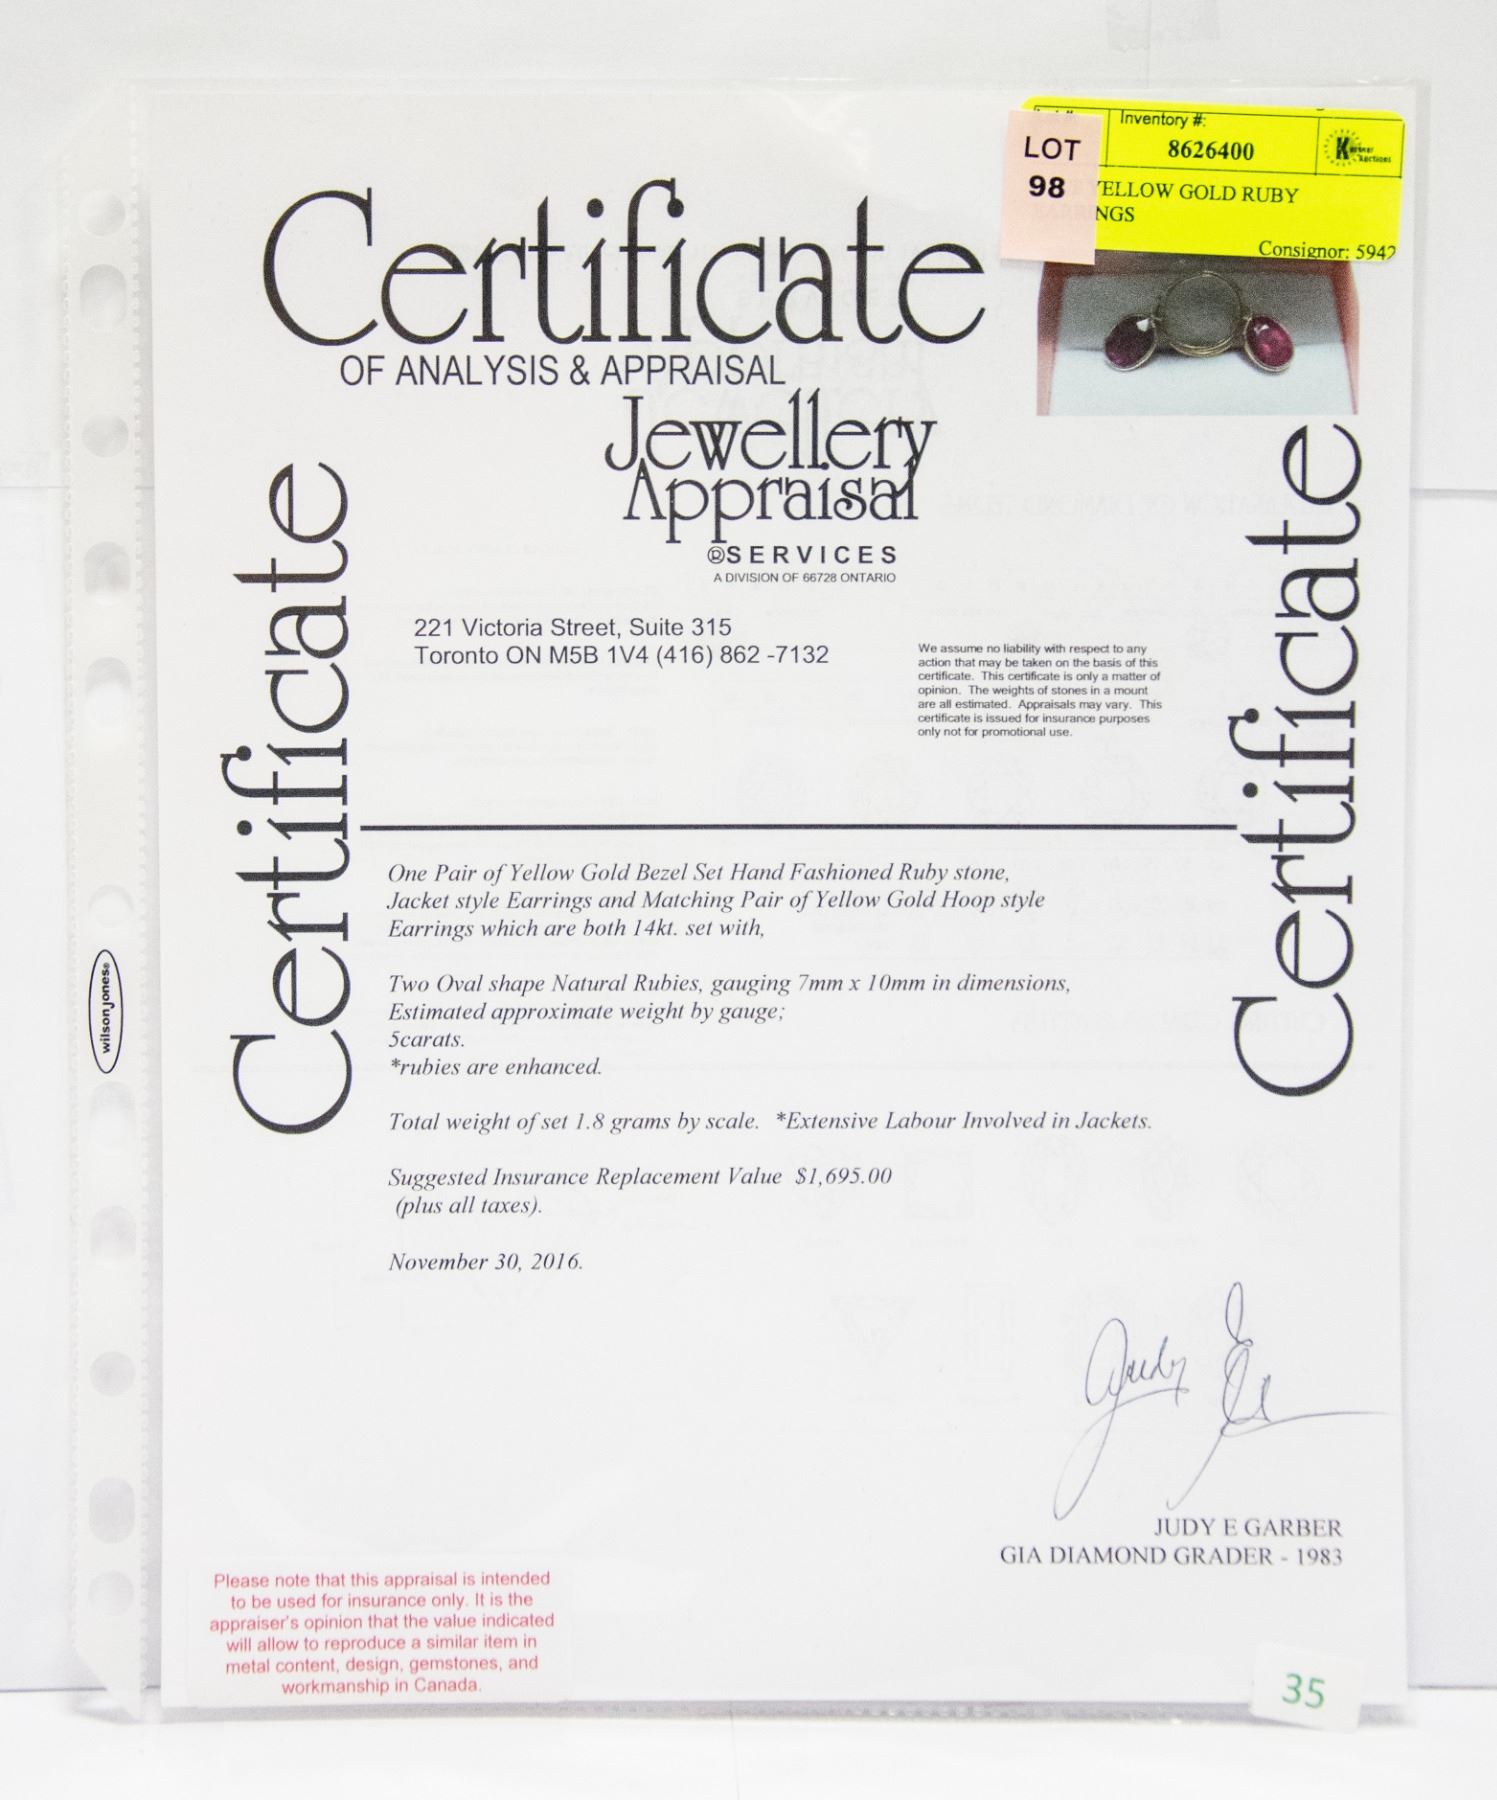 Certificate
OF ANALYSIS & APPRAISAL
Jewellery
Appraisal
®SERVICES
A DIVISION OF 66728 ONTARIO
LOT
98
Inventory #:
8626400
YELLOW GOLD RUBY
Consignor: 5942
221 Victoria Street, Suite 315
Toronto ON M5B 1V4 (416) 862 -7132
We assume no liability with respect to any
action that may be taken on the basis of this
certificate. This certificate is only a matter of
opinion. The weights of stones in a mount
are all estimated. Appraisals may vary. This
certificate is issued for insurance purposes
only not for promotional use.
Certificate
Certificate
One Pair of Yellow Gold Bezel Set Hand Fashioned Ruby stone,
Jacket style Earrings and Matching Pair of Yellow Gold Hoop style
Earrings which are both 14kt. set with,
Two Oval shape Natural Rubies, gauging 7mm x 10mm in dimensions,
Estimated approximate weight by gauge;
5carats.
*rubies are enhanced.
Total weight of set 1.8 grams by scale. *Extensive Labour Involved in Jackets.
Suggested Insurance Replacement Value $1,695.00
(plus all taxes).
November 30, 2016.
wilsonjones®
Judy E
JUDY E GARBER
GIA DIAMOND GRADER - 1983
Please note that this appraisal is intended
to be used for insurance only. It is the
appraiser's opinion that the value indicated
will allow to reproduce a similar item in
metal content, design, gemstones, and
workmanship in Canada.
35